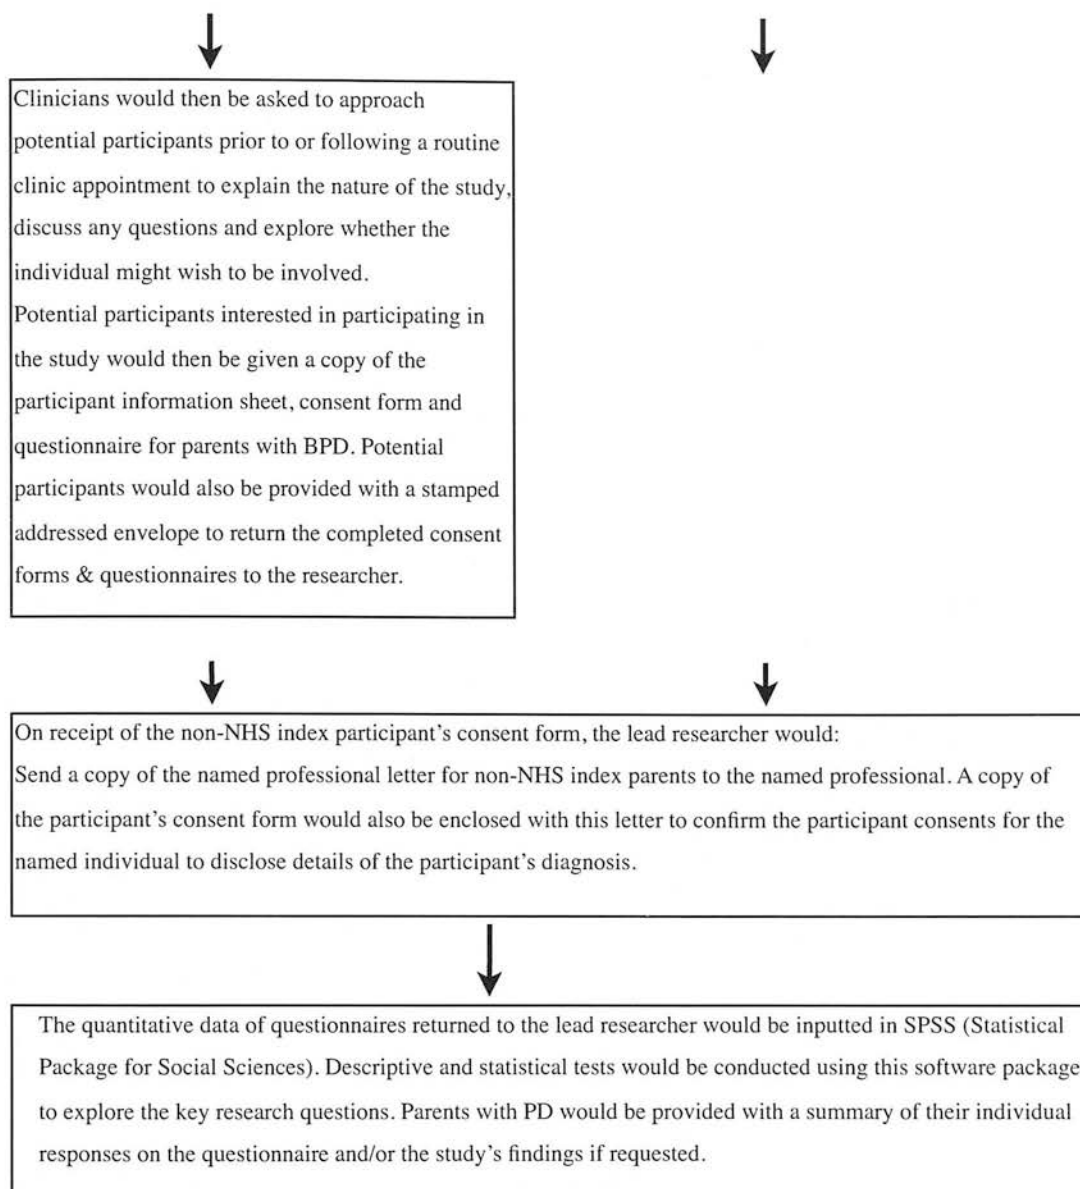 Clinicians would then be asked to approach
potential participants prior to or following a routine
clinic appointment to explain the nature of the study,
discuss any questions and explore whether the
individual might wish to be involved.
Potential participants interested in participating in
the study would then be given a copy of the
participant information sheet, consent form and
questionnaire for parents with BPD. Potential
participants would also be provided with a stamped
addressed envelope to return the completed consent
forms & questionnaires to the researcher.
On receipt of the non-NHS index participant's consent form, the lead researcher would:
Send a copy of the named professional letter for non-NHS index parents to the named professional. A copy of
the participant's consent form would also be enclosed with this letter to confirm the participant consents for the
named individual to disclose details of the participant's diagnosis.
The quantitative data of questionnaires returned to the lead researcher would be inputted in SPSS (Statistical
Package for Social Sciences). Descriptive and statistical tests would be conducted using this software package
to explore the key research questions. Parents with PD would be provided with a summary of their individual
responses on the questionnaire and/or the study's findings if requested.